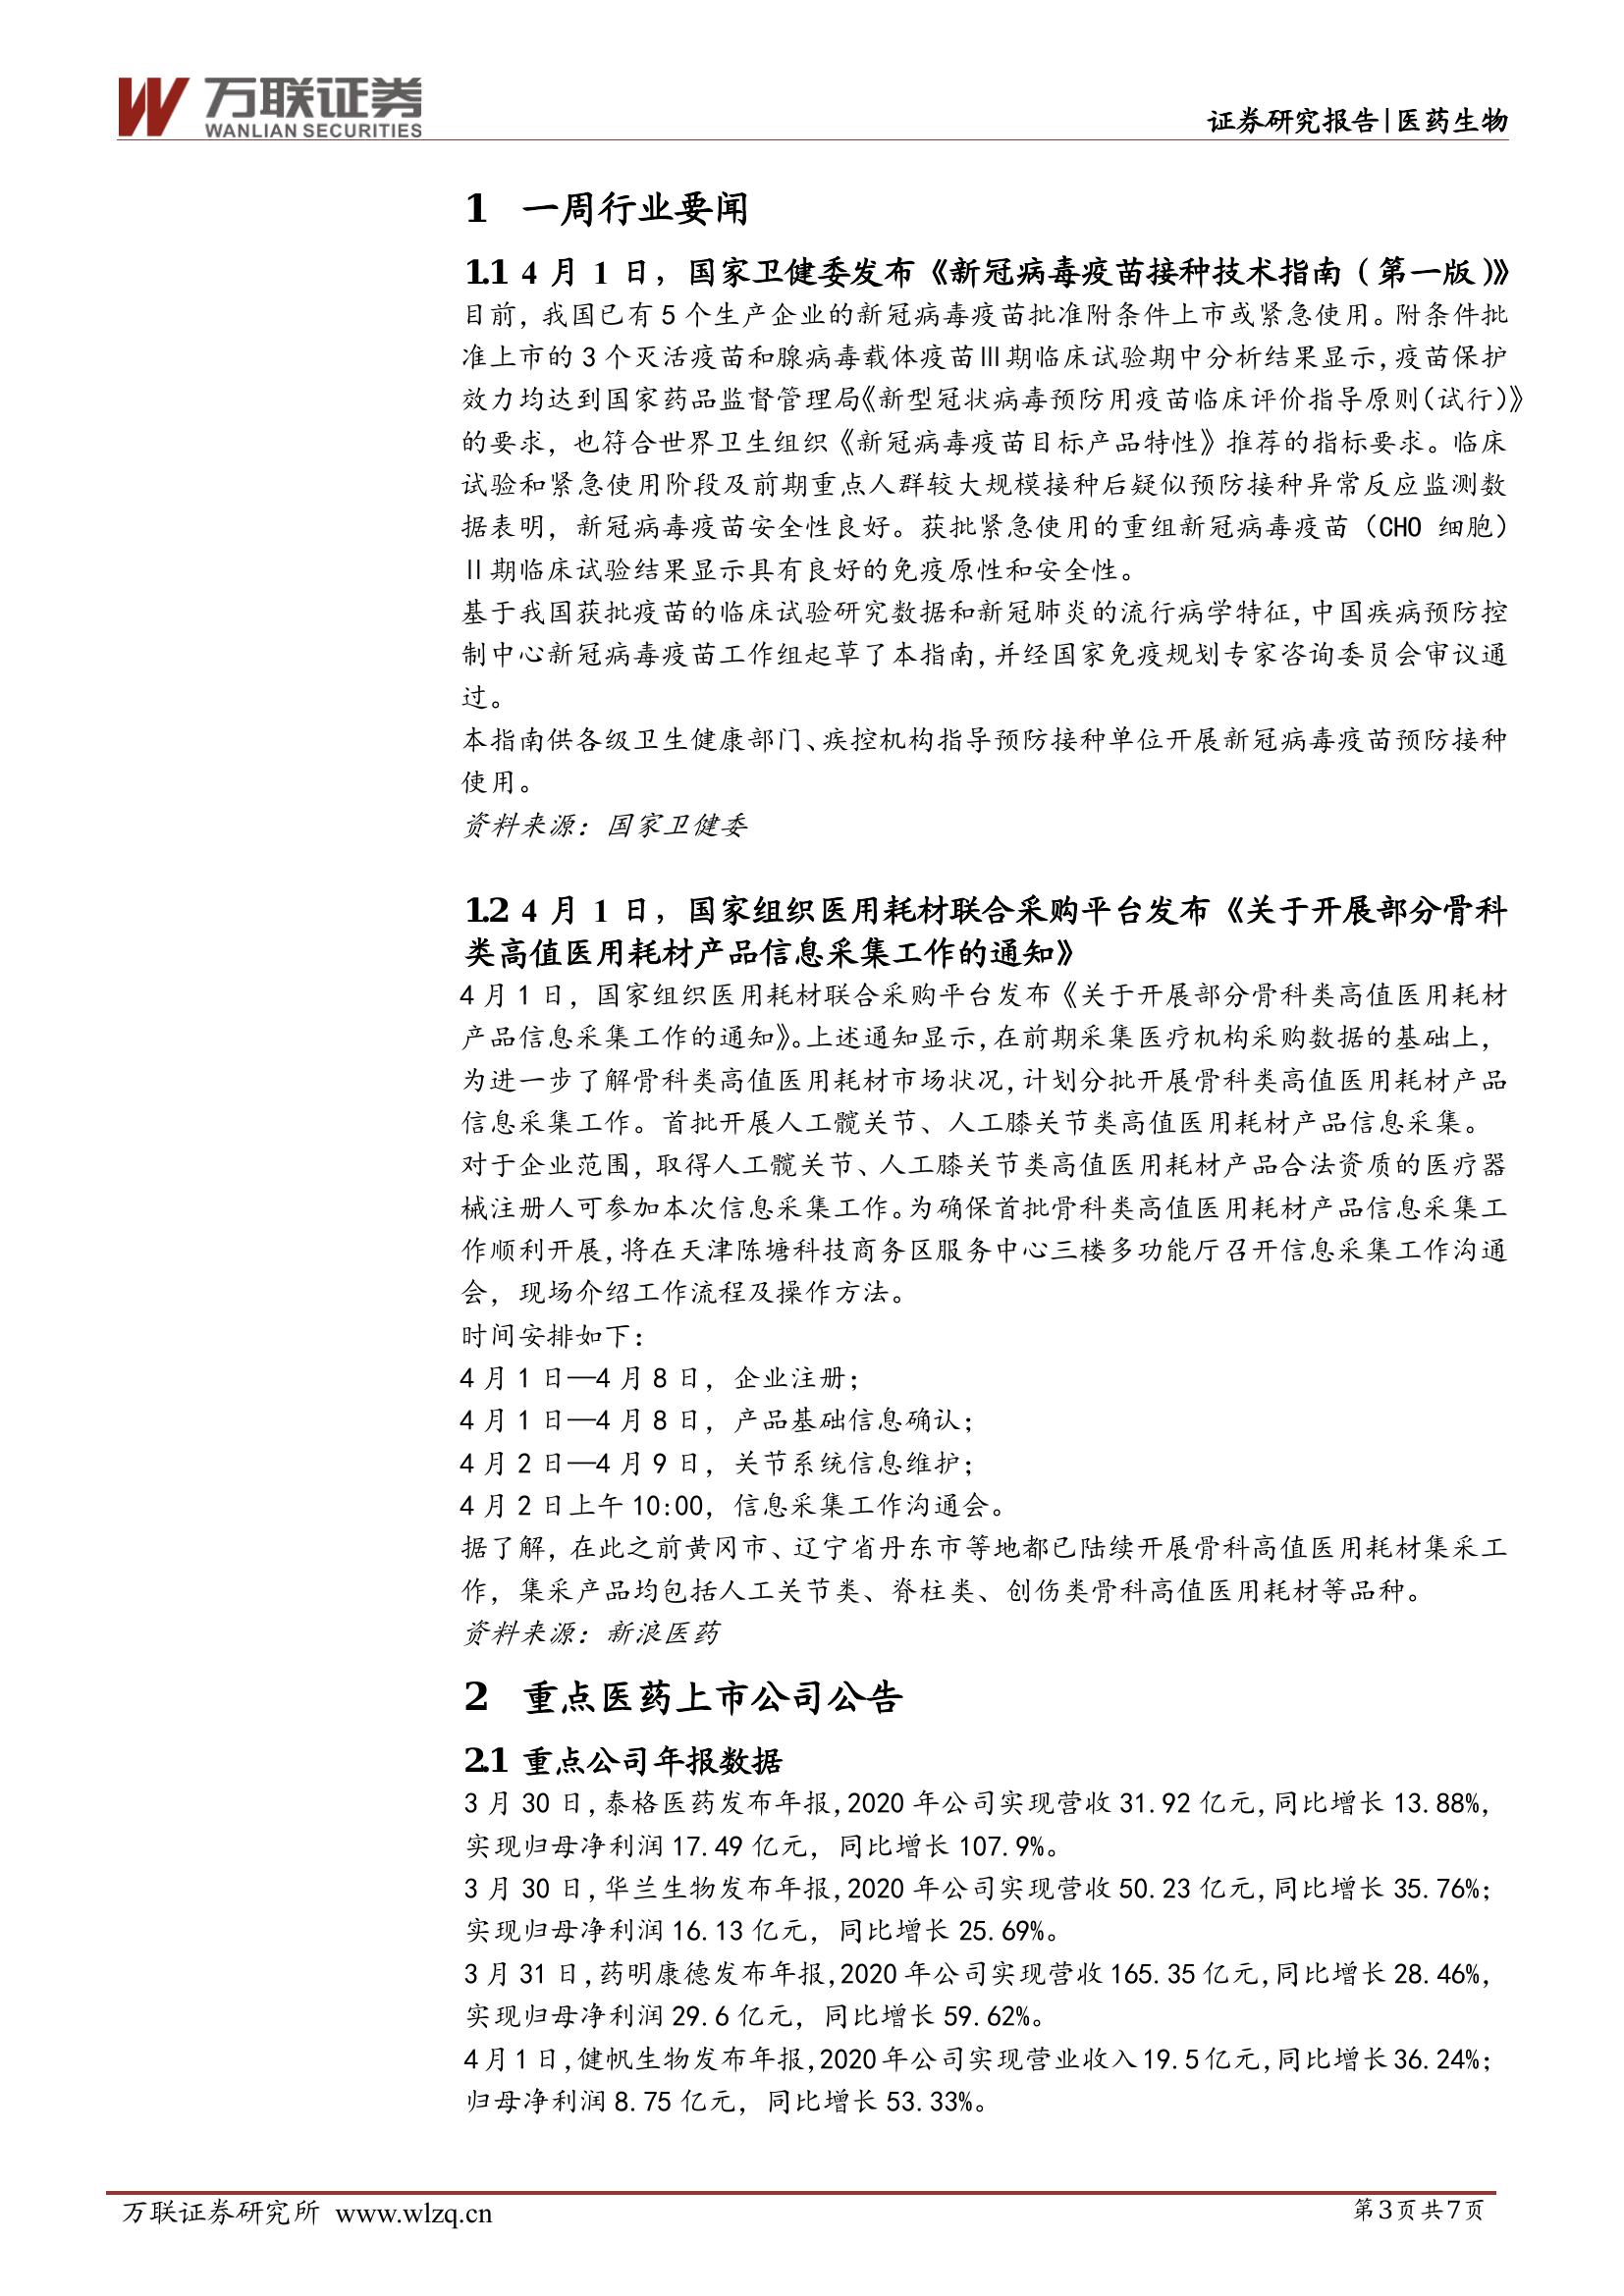 万联证券
WANLIAN SECURITIES
证券研究报告|医药生物
1 一周行业要闻
1.1 4 月 1 日，国家卫健委发布《新冠病毒疫苗接种技术指南（第一版）》
目前，我国已有 5 个生产企业的新冠病毒疫苗批准附条件上市或紧急使用。附条件批
准上市的 3 个灭活疫苗和腺病毒载体疫苗Ⅲ期临床试验期中分析结果显示，疫苗保护
效力均达到国家药品监督管理局《新型冠状病毒预防用疫苗临床评价指导原则（试行）》
的要求，也符合世界卫生组织《新冠病毒疫苗目标产品特性》推荐的指标要求。临床
试验和紧急使用阶段及前期重点人群较大规模接种后疑似预防接种异常反应监测数
据表明，新冠病毒疫苗安全性良好。获批紧急使用的重组新冠病毒疫苗（CHO 细胞）
Ⅱ期临床试验结果显示具有良好的免疫原性和安全性。
基于我国获批疫苗的临床试验研究数据和新冠肺炎的流行病学特征，中国疾病预防控
制中心新冠病毒疫苗工作组起草了本指南，并经国家免疫规划专家咨询委员会审议通
过。
本指南供各级卫生健康部门、疾控机构指导预防接种单位开展新冠病毒疫苗预防接种
使用。
资料来源：国家卫健委
1.2 4 月 1 日，国家组织医用耗材联合采购平台发布《关于开展部分骨科
类高值医用耗材产品信息采集工作的通知》
4 月 1 日，国家组织医用耗材联合采购平台发布《关于开展部分骨科类高值医用耗材
产品信息采集工作的通知》。上述通知显示，在前期采集医疗机构采购数据的基础上，
为进一步了解骨科类高值医用耗材市场状况，计划分批开展骨科类高值医用耗材产品
信息采集工作。首批开展人工髋关节、人工膝关节类高值医用耗材产品信息采集。
对于企业范围，取得人工髋关节、人工膝关节类高值医用耗材产品合法资质的医疗器
械注册人可参加本次信息采集工作。为确保首批骨科类高值医用耗材产品信息采集工
作顺利开展，将在天津陈塘科技商务区服务中心三楼多功能厅召开信息采集工作沟通
会，现场介绍工作流程及操作方法。
时间安排如下：
4 月 1 日—4 月 8 日，企业注册；
4 月 1 日—4 月 8 日，产品基础信息确认；
4 月 2 日—4 月 9 日，关节系统信息维护；
4 月 2 日上午 10:00，信息采集工作沟通会。
据了解，在此之前黄冈市、辽宁省丹东市等地都已陆续开展骨科高值医用耗材集采工
作，集采产品均包括人工关节类、脊柱类、创伤类骨科高值医用耗材等品种。
资料来源：新浪医药
2 重点医药上市公司公告
2.1 重点公司年报数据
3 月 30 日，泰格医药发布年报，2020 年公司实现营收 31.92 亿元，同比增长 13.88%，
实现归母净利润 17.49 亿元，同比增长 107.9%。
3 月 30 日，华兰生物发布年报，2020 年公司实现营收 50.23 亿元，同比增长 35.76%；
实现归母净利润 16.13 亿元，同比增长 25.69%。
3 月 31 日，药明康德发布年报，2020 年公司实现营收 165.35 亿元，同比增长 28.46%，
实现归母净利润 29.6 亿元，同比增长 59.62%。
4 月 1 日，健帆生物发布年报，2020 年公司实现营业收入 19.5 亿元，同比增长 36.24%；
归母净利润 8.75 亿元，同比增长 53.33%。
万联证券研究所 www.wlzq.cn
第 3 页 共 7 页